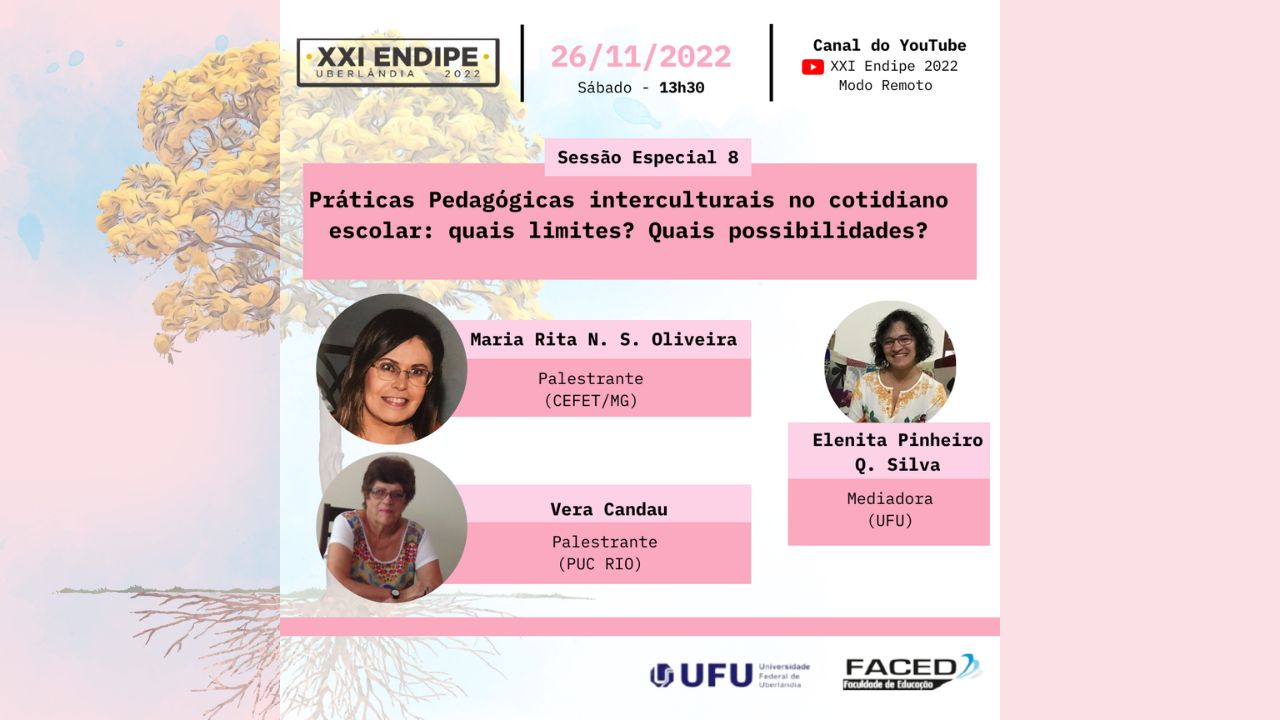 XXI ENDIPE
UBERLÂNDIA - 2022
26/11/2022
Sábado - 13h30
Canal do YouTube
XXI Endipe 2022
Modo Remoto
Sessão Especial 8
Práticas Pedagógicas interculturais no cotidiano
escolar: quais limites? Quais possibilidades?
Maria Rita N. S. Oliveira
Palestrante
(CEFET/MG)
Elenita Pinheiro
Q. Silva
Mediadora
(UFU)
Vera Candau
Palestrante
(PUC RIO)
UFU
Universidade
Federal de
Uberlândia
FACED
Faculdade de Educação